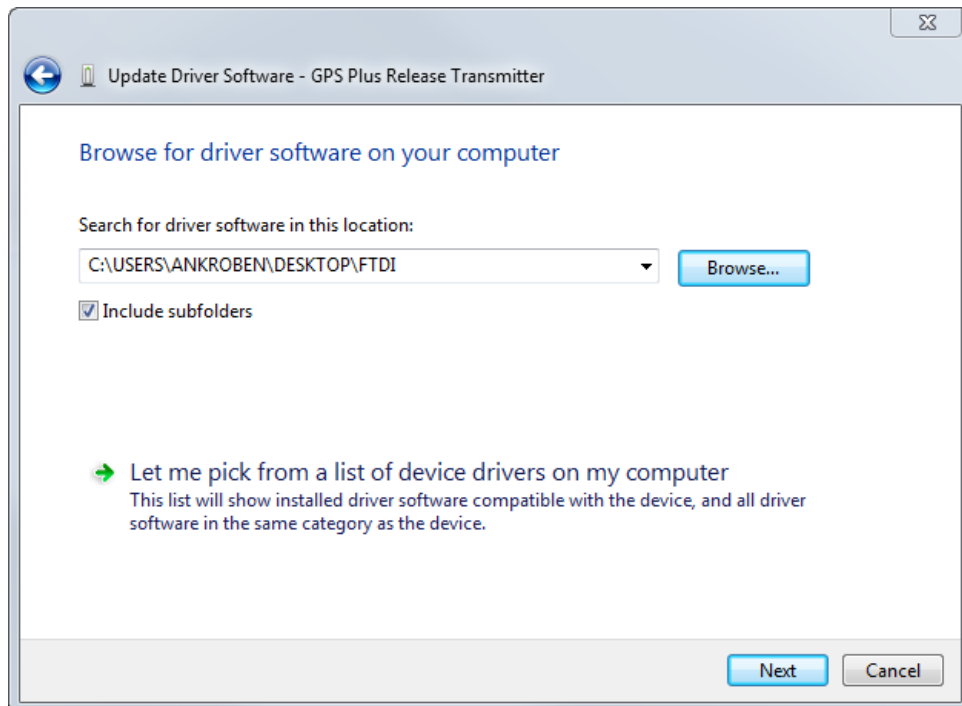 Update Driver Software - GPS Plus Release Transmitter
Browse for driver software on your computer
Search for driver software in this location:
C:\USERS\ANKROBEN\DESKTOP\FTDI
Browse...
Include subfolders
Let me pick from a list of device drivers on my computer
This list will show installed driver software compatible with the device, and all driver
software in the same category as the device.
Next
Cancel